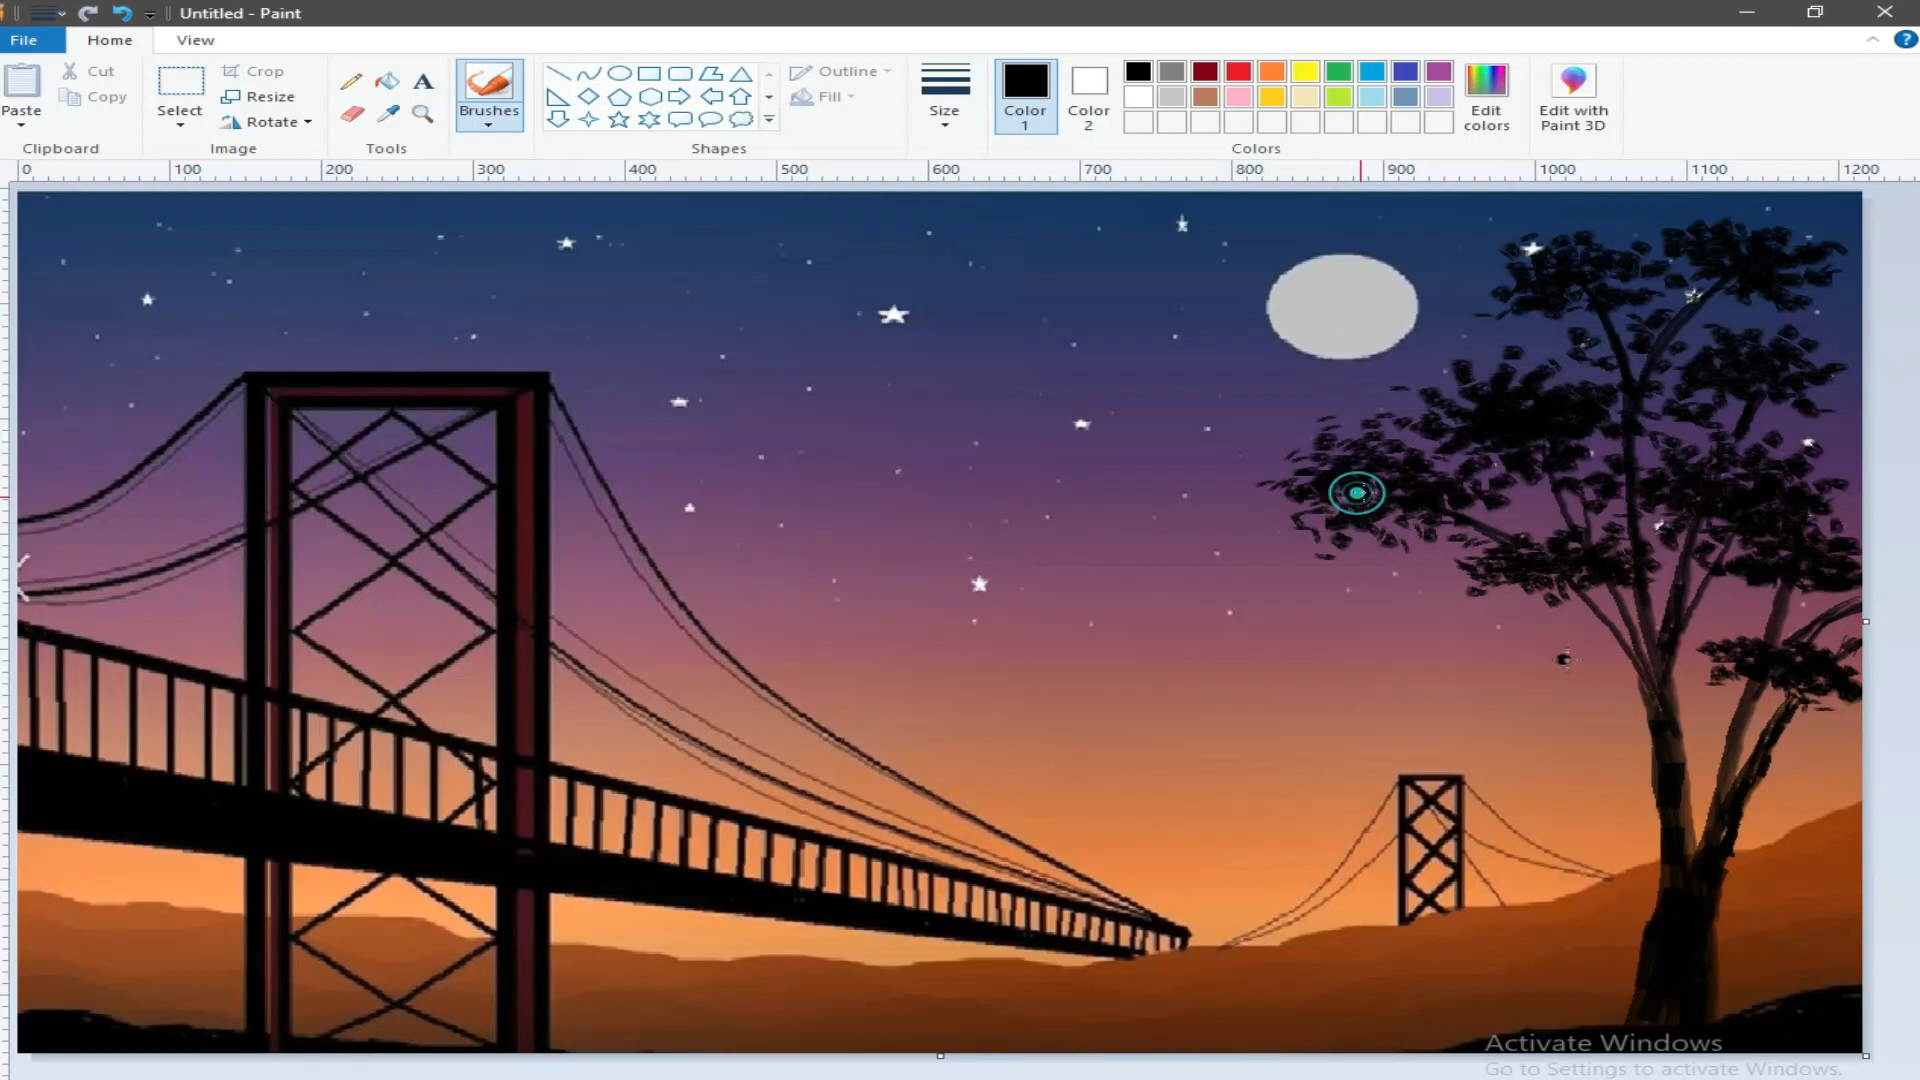 Untitled - Paint
File Home View
Paste
Cut
Copy
Clipboard
Select
Crop
Resize
Rotate
Image
Tools
Brushes
Shapes
Outline
Fill
Size
Color
1
Color
2
Edit
colors
Colors
Edit with
Paint 3D
0 100 200 300 400 500 600 700 800 900 1000 1100 1200
Activate Windows
Go to Settings to activate Windows.